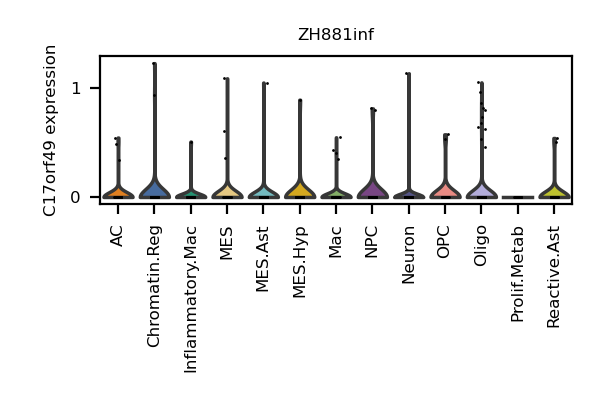 ZH881inf
C17orf49 expression
1
0
AC
Chromatin.Reg
Inflammatory.Mac
MES
MES.Ast
MES.Hyp
Mac
NPC
Neuron
OPC
Oligo
Prolif.Metab
Reactive.Ast